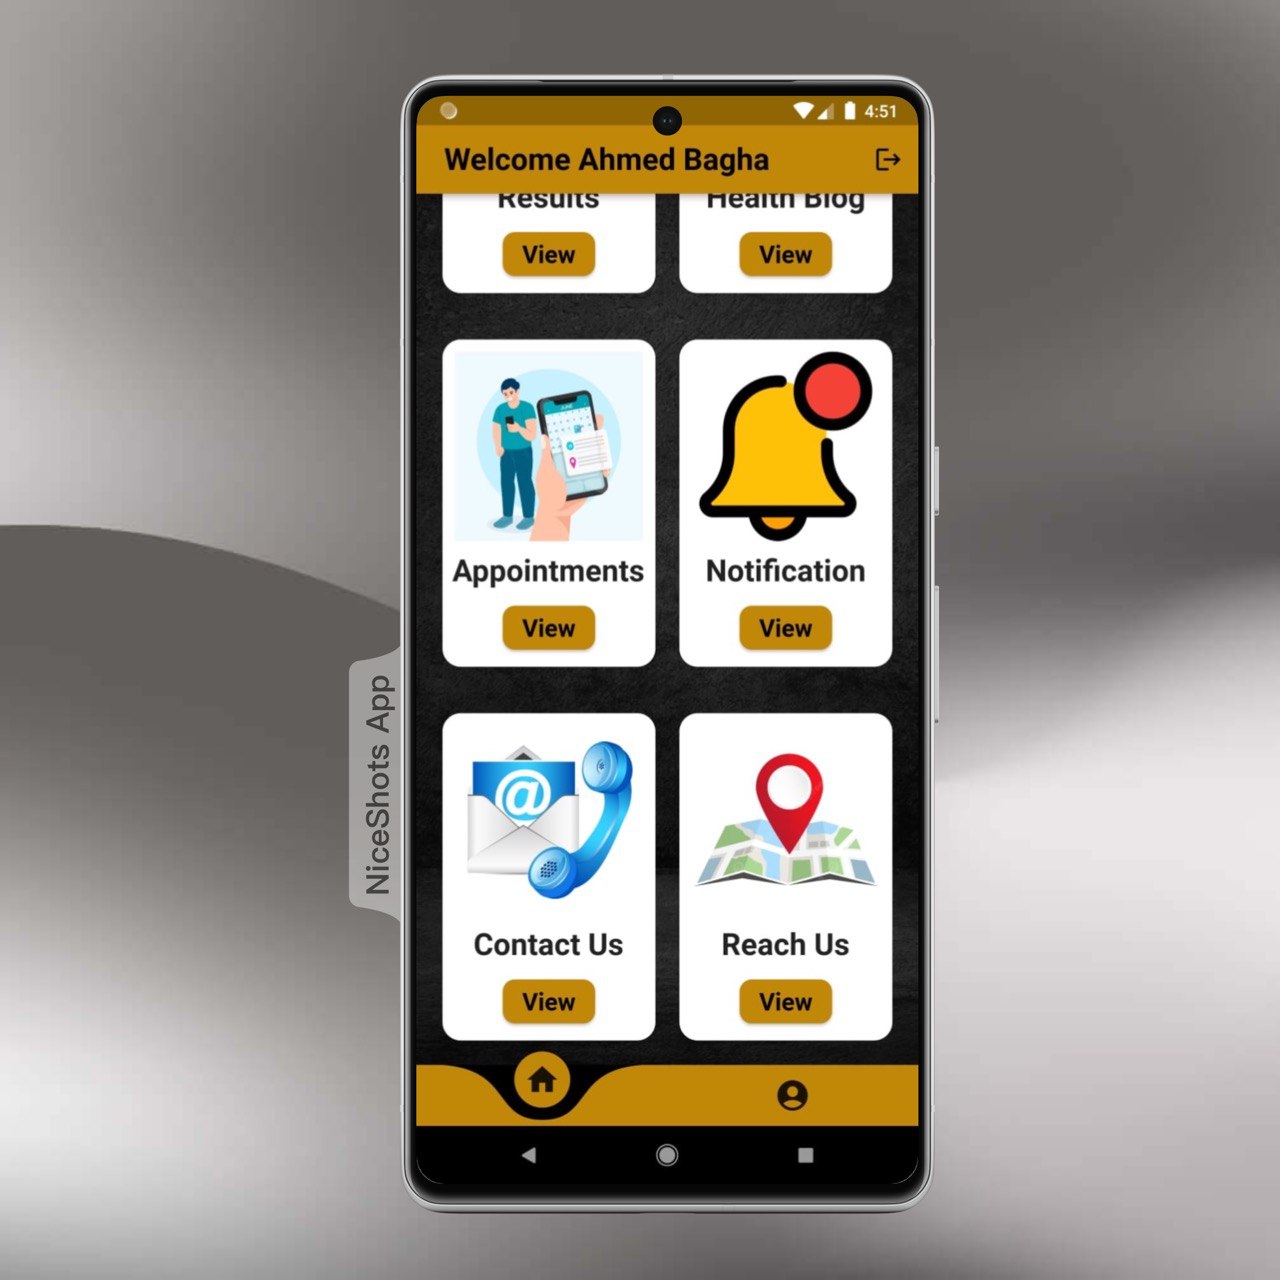 4:51
Welcome Ahmed Bagha
Results
Health Blog
View
View
JUNE
Appointments
Notification
View
View
@
Contact Us
Reach Us
View
View
NiceShots App